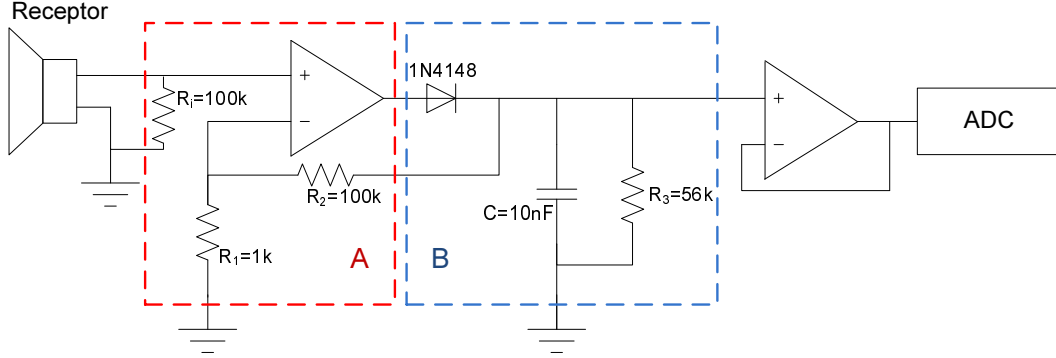 Receptor
1N4148
+
−
Rᵢ=100k
R₂=100k
R₁=1k
A
B
C=10nF
R₃=56k
+
−
ADC